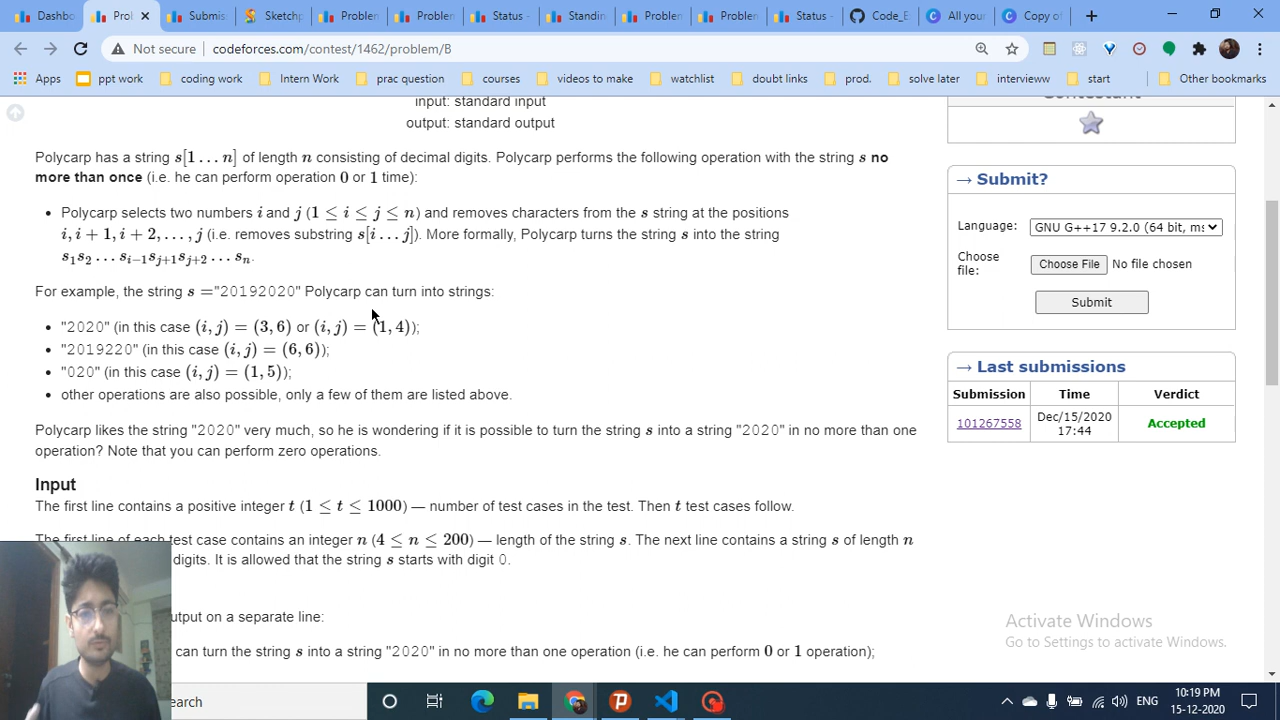 Dashbo
Prob
Submis
Sketchp
Problem
Problem
Status -
Standin
Problem
Problem
Status -
Code_E
All your
Copy of
Not secure
codeforces.com/contest/1462/problem/B
Apps
ppt work
coding work
Intern Work
prac question
courses
videos to make
watchlist
doubt links
prod.
solve later
intervieww
start
Other bookmarks
input: standard input
output: standard output
Polycarp has a string s[1…n] of length n consisting of decimal digits. Polycarp performs the following operation with the string s no
more than once (i.e. he can perform operation 0 or 1 time):
Polycarp selects two numbers i and j (1 ≤ i ≤ j ≤ n) and removes characters from the s string at the positions
i, i + 1, i + 2, …, j (i.e. removes substring s[i…j]). More formally, Polycarp turns the string s into the string
s₁s₂…sᵢ₋₁sⱼ₊₁sⱼ₊₂…sₙ.
For example, the string s ="20192020" Polycarp can turn into strings:
"2020" (in this case (i, j) = (3, 6) or (i, j) = (1, 4));
"2019220" (in this case (i, j) = (6, 6));
"020" (in this case (i, j) = (1, 5));
other operations are also possible, only a few of them are listed above.
Polycarp likes the string "2020" very much, so he is wondering if it is possible to turn the string s into a string "2020" in no more than one
operation? Note that you can perform zero operations.
Input
The first line contains a positive integer t (1 ≤ t ≤ 1000) — number of test cases in the test. Then t test cases follow.
The first line of each test case contains an integer n (4 ≤ n ≤ 200) — length of the string s. The next line contains a string s of length n
digits. It is allowed that the string s starts with digit 0.
utput on a separate line:
can turn the string s into a string "2020" in no more than one operation (i.e. he can perform 0 or 1 operation);
Contestant
→ Submit?
Language:
GNU G++17 9.2.0 (64 bit, ms
Choose
file:
Choose File
No file chosen
Submit
→ Last submissions
Submission
Time
Verdict
101267558
Dec/15/2020
17:44
Accepted
Activate Windows
Go to Settings to activate Windows.
earch
ENG
10:19 PM
15-12-2020